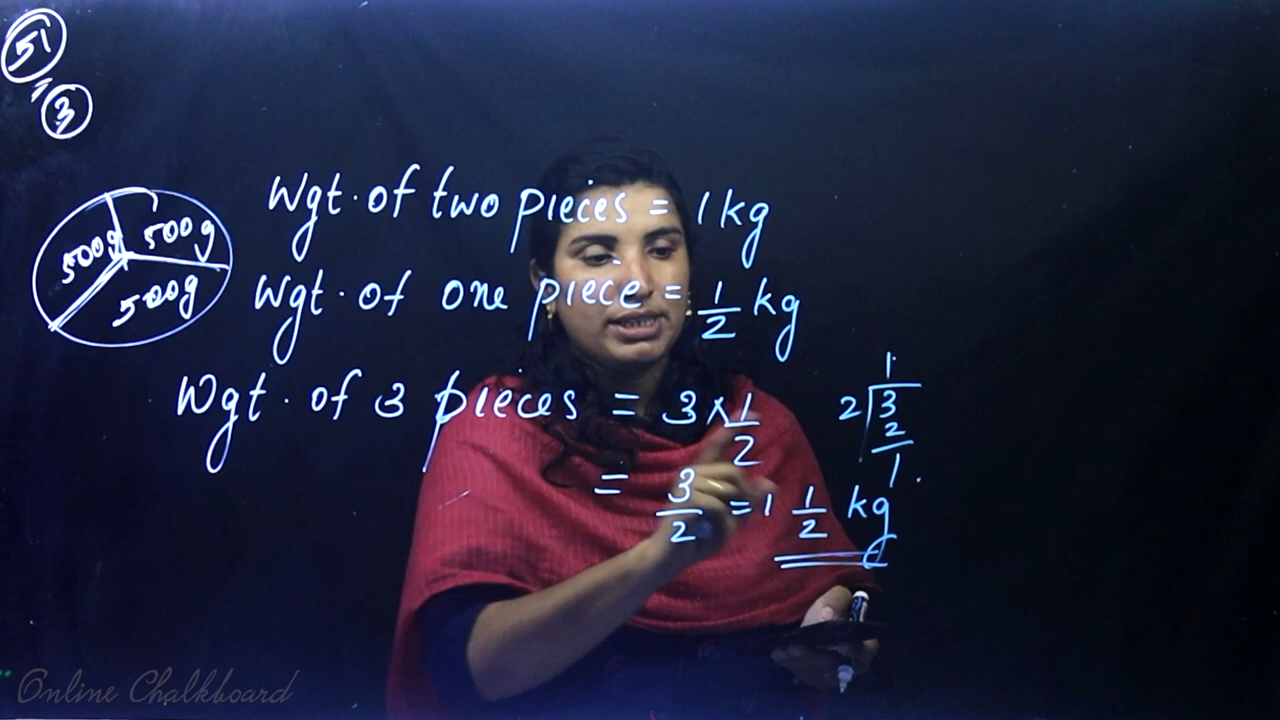 51
3
500g 500g
500g
Wgt. of two pieces = 1 kg
Wgt. of one piece = 1/2 kg
Wgt. of 3 pieces = 3 × 1/2
= 3/2 = 1 1/2 kg
1
2 3
2
1.
Online Chalkboard